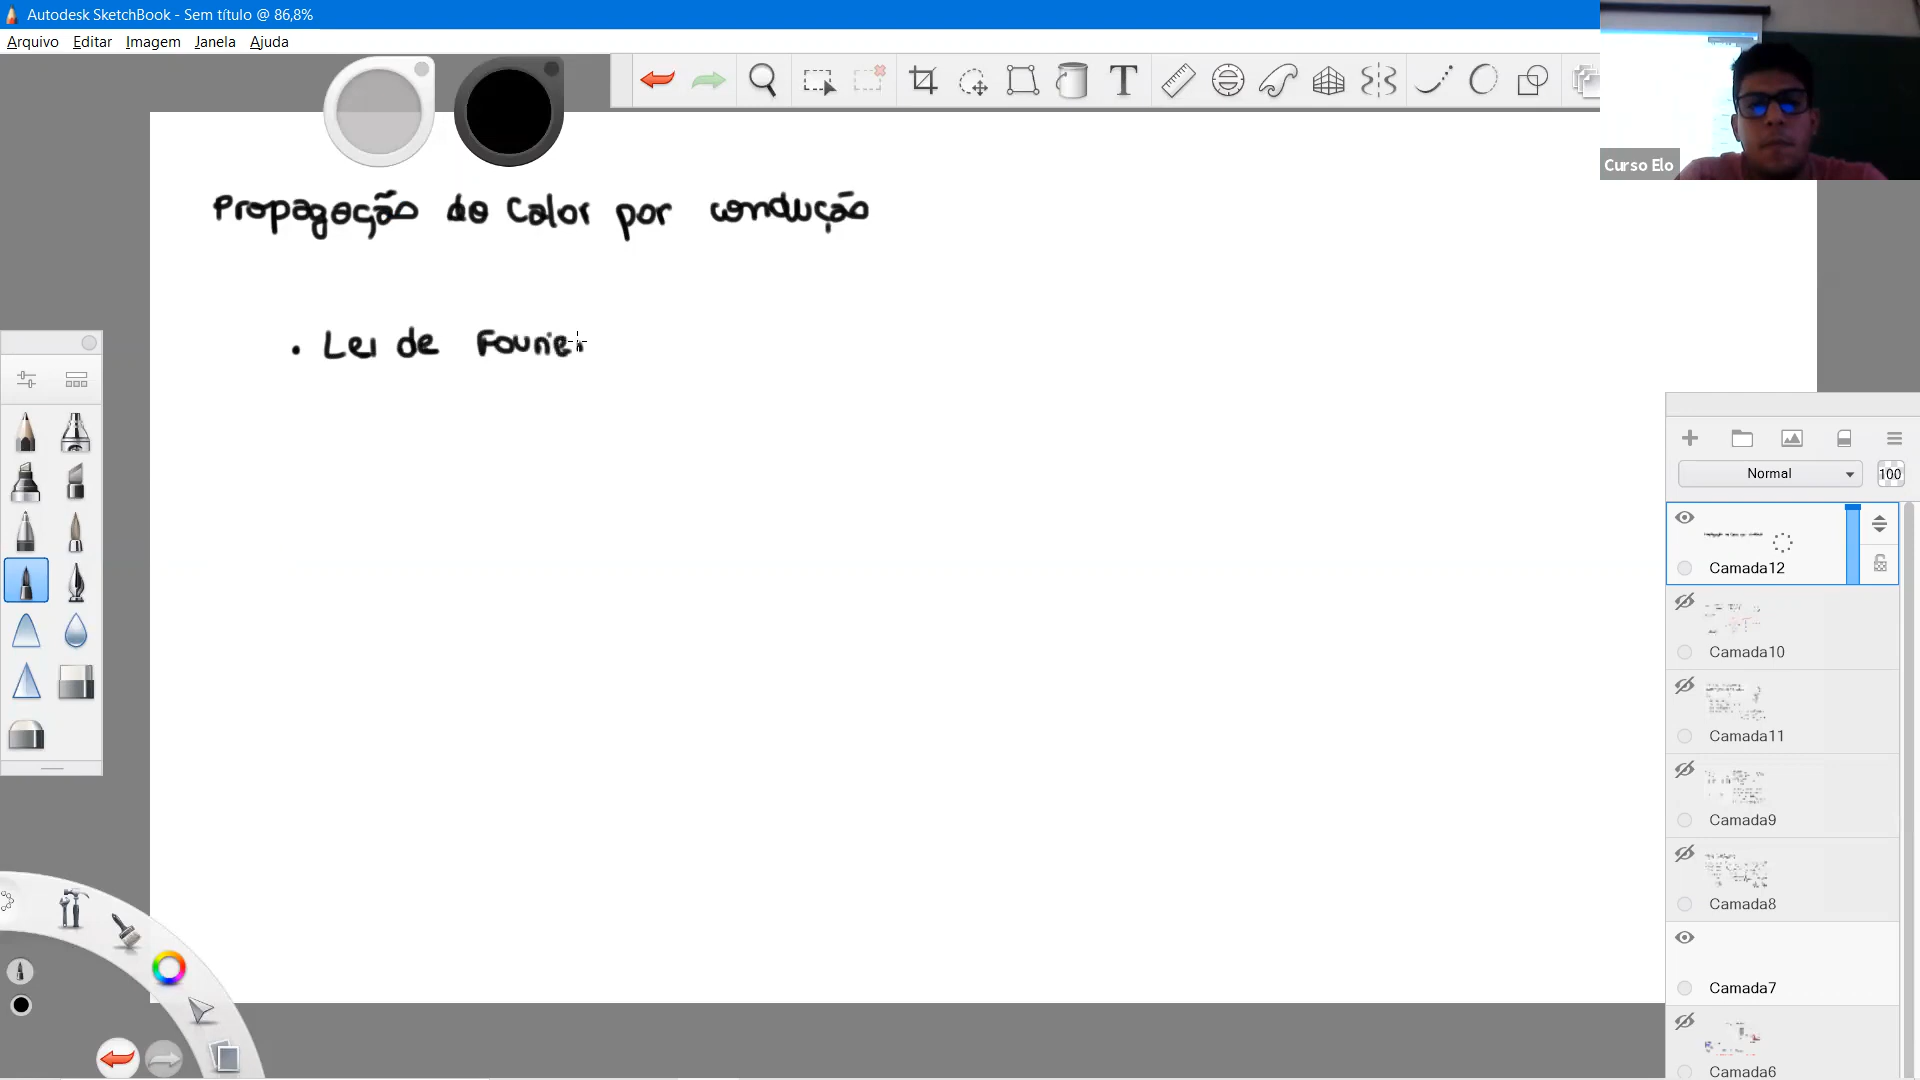 Autodesk SketchBook - Sem título @ 86,8%
Arquivo Editar Imagem Janela Ajuda
T
Curso Elo
Propagação do Calor por condução
• Lei de Fourier
Normal
100
Camada12
Camada10
Camada11
Camada9
Camada8
Camada7
Camada6